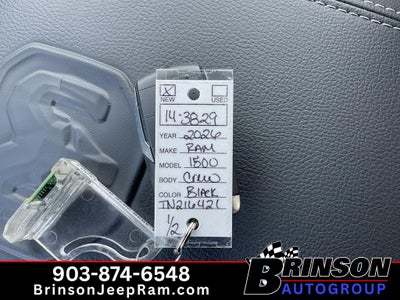 X
NEW USED
14-3829
YEAR 2026
MAKE RAM
MODEL 1500
BODY Crew
COLOR Black
TN216421
1/2
903-874-6548
BrinsonJeepRam.com
BRINSON
AUTOGROUP